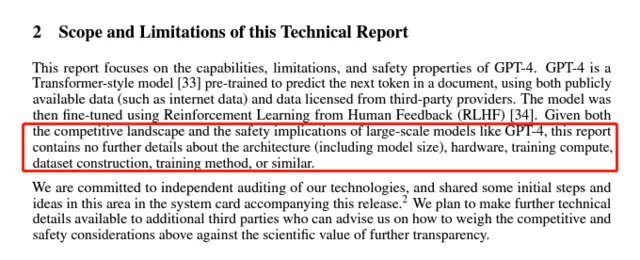 2 Scope and Limitations of this Technical Report
This report focuses on the capabilities, limitations, and safety properties of GPT-4. GPT-4 is a
Transformer-style model [33] pre-trained to predict the next token in a document, using both publicly
available data (such as internet data) and data licensed from third-party providers. The model was
then fine-tuned using Reinforcement Learning from Human Feedback (RLHF) [34]. Given both
the competitive landscape and the safety implications of large-scale models like GPT-4, this report
contains no further details about the architecture (including model size), hardware, training compute,
dataset construction, training method, or similar.
We are committed to independent auditing of our technologies, and shared some initial steps and
ideas in this area in the system card accompanying this release.2 We plan to make further technical
details available to additional third parties who can advise us on how to weigh the competitive and
safety considerations above against the scientific value of further transparency.